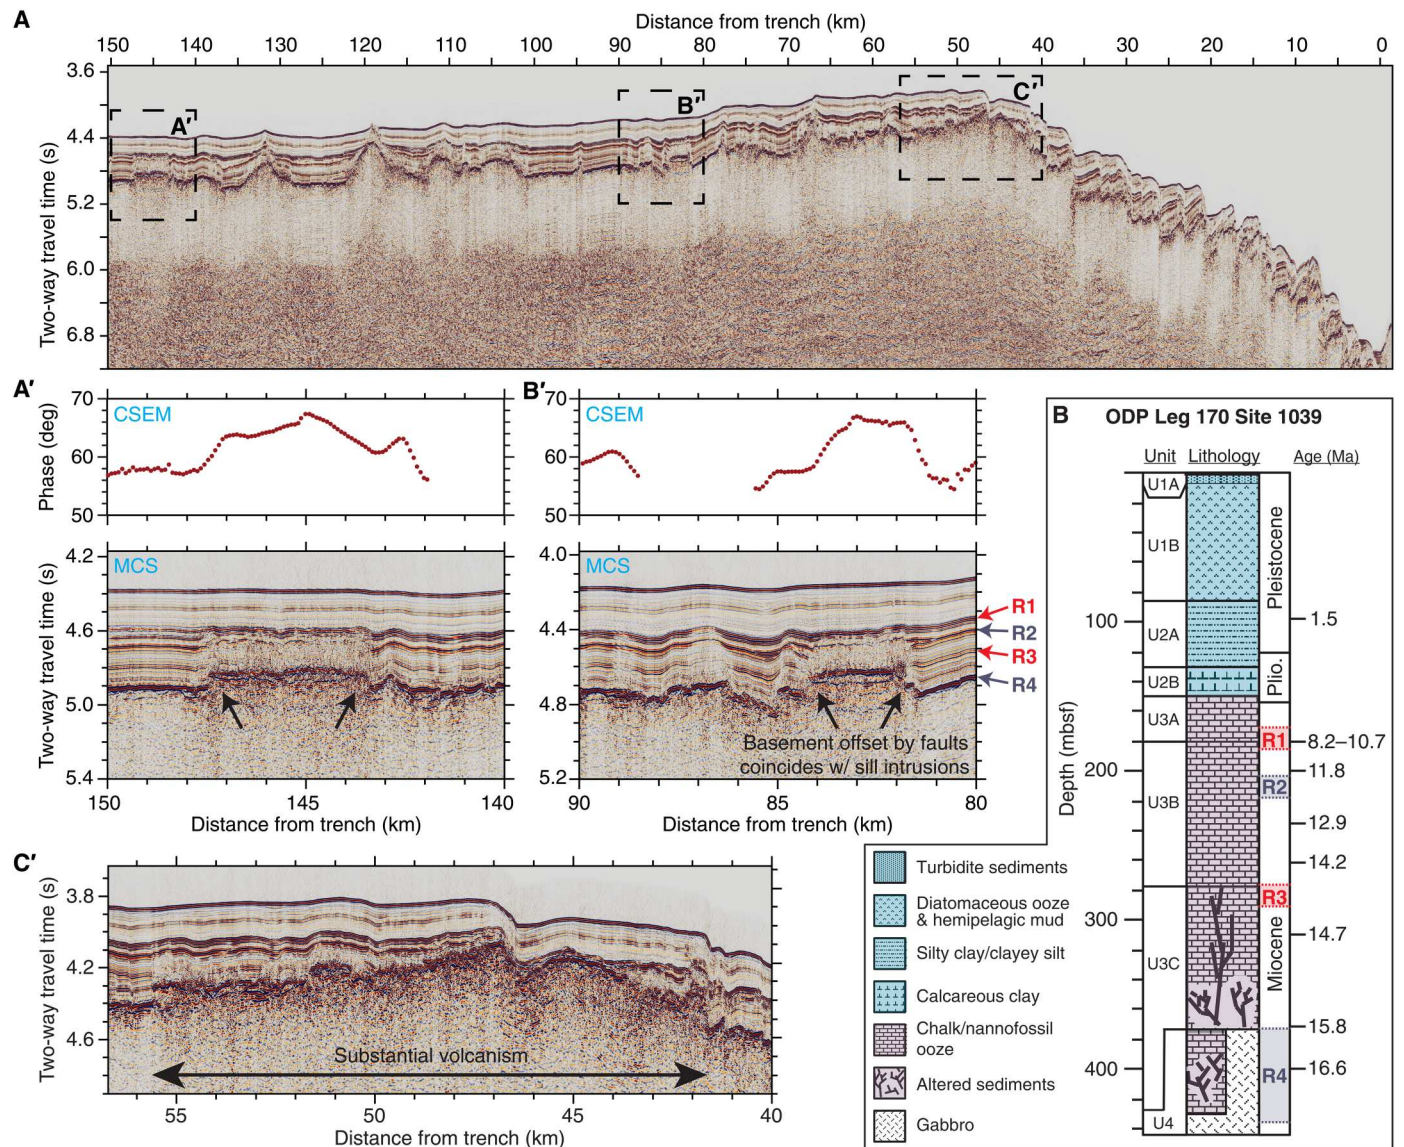 A
Distance from trench (km)
150 140 130 120 110 100 90 80 70 60 50 40 30 20 10 0
Two-way travel time (s)
3.6
4.4
5.2
6.0
6.8
A′
B′
C′
A′
CSEM
Phase (deg)
70
60
50
MCS
Two-way travel time (s)
4.2
4.6
5.0
5.4
150 145 140
Distance from trench (km)
B′
CSEM
70
60
50
MCS
4.0
4.4
4.8
5.2
R1
R2
R3
R4
Basement offset by faults
coincides w/ sill intrusions
90 85 80
Distance from trench (km)
C′
Two-way travel time (s)
3.8
4.2
4.6
Substantial volcanism
55 50 45 40
Distance from trench (km)
B ODP Leg 170 Site 1039
Unit Lithology Age (Ma)
Depth (mbsf)
100
200
300
400
U1A
U1B
U2A
U2B
U3A
U3B
U3C
U4
Pleistocene
Plio.
Miocene
R1
R2
R3
R4
1.5
8.2–10.7
11.8
12.9
14.2
14.7
15.8
16.6
Turbidite sediments
Diatomaceous ooze
& hemipelagic mud
Silty clay/clayey silt
Calcareous clay
Chalk/nannofossil
ooze
Altered sediments
Gabbro